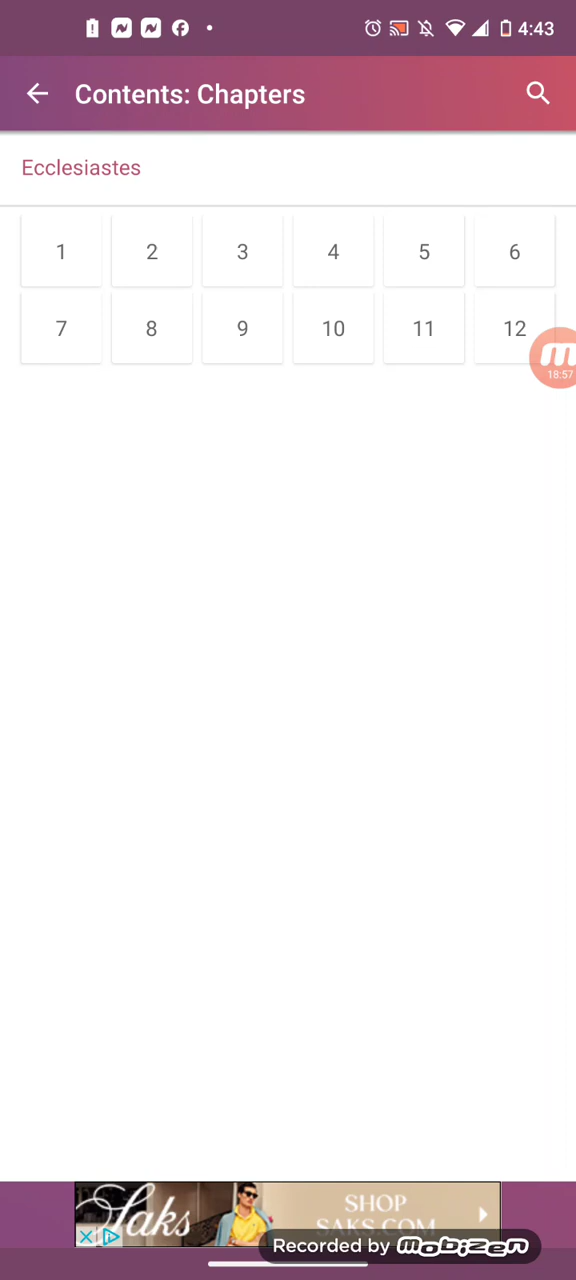 4:43
Contents: Chapters
Ecclesiastes
1 2 3 4 5 6
7 8 9 10 11 12
m
18:57
Saks
SHOP
SAKS.COM
Recorded by mobizen